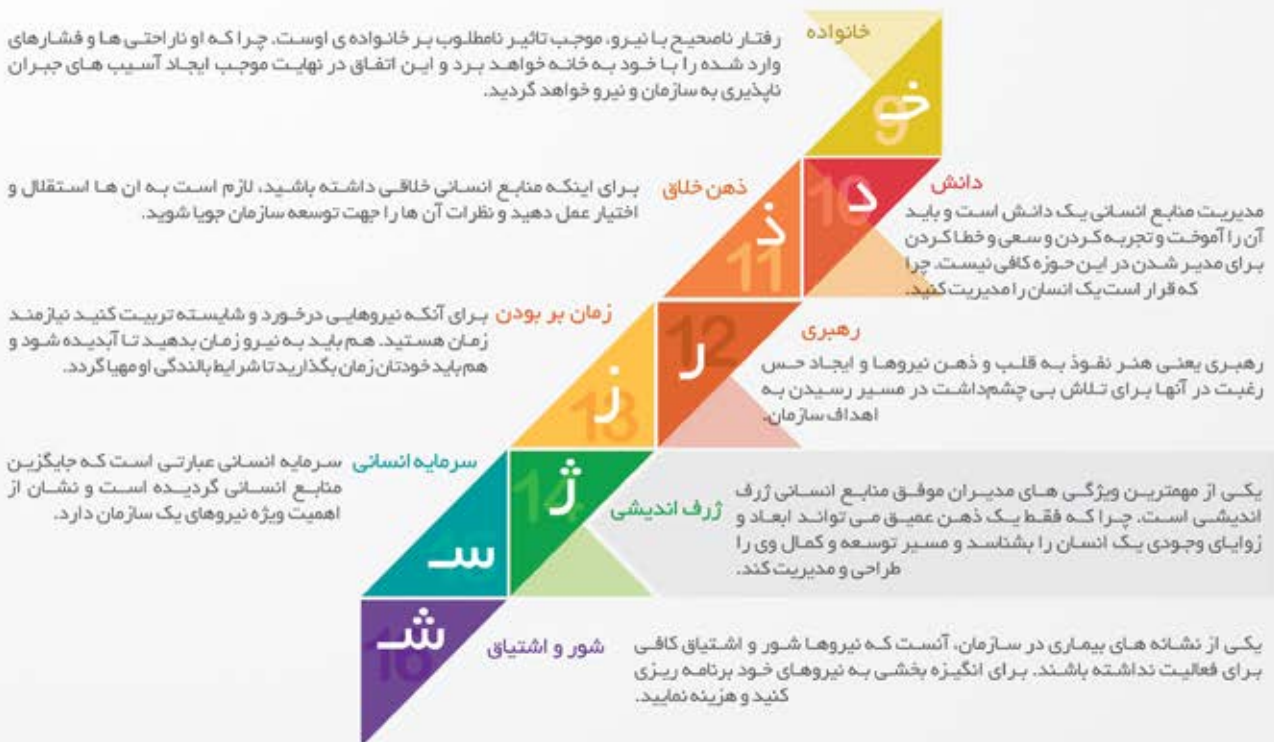 خانواده
رفتار ناصحیح با نیرو، موجب تاثیر نامطلوب بر خانواده ی اوست. چرا که او ناراحتی ها و فشارهای
وارد شده را با خود به خانه خواهد برد و این اتفاق در نهایت موجب ایجاد آسیب های جبران
ناپذیری به سازمان و نیرو خواهد گردید.
خـ
9
دانش
مدیریت منابع انسانی یک دانش است و باید
آن را آموخت و تجربه کردن و سعی و خطا کردن
برای مدیر شدن در این حوزه کافی نیست. چرا
که قرار است یک انسان را مدیریت کنید.
د
10
ذهن خلاق
برای اینکه منابع انسانی خلاقی داشته باشید، لازم است به ان ها استقلال و
اختیار عمل دهید و نظرات آن ها را جهت توسعه سازمان جویا شوید.
ذ
11
رهبری
رهبری یعنی هنر نفوذ به قلب و ذهن نیروها و ایجاد حس
رغبت در آنها برای تلاش بی چشمداشت در مسیر رسیدن به
اهداف سازمان.
ر
12
زمان بر بودن
برای آنکه نیروهایی درخورد و شایسته تربیت کنید نیازمند
زمان هستید. هم باید به نیرو زمان بدهید تا آبدیده شود و
هم باید خودتان زمان بگذارید تا شرایط بالندگی او مهیا گردد.
ز
13
ژرف اندیشی
یکی از مهمترین ویژگی های مدیران موفق منابع انسانی ژرف
اندیشی است. چرا که فقط یک ذهن عمیق می تواند ابعاد و
زوایای وجودی یک انسان را بشناسد و مسیر توسعه و کمال وی را
طراحی و مدیریت کند.
ژ
14
سرمایه انسانی
سرمایه انسانی عبارتی است که جایگزین
منابع انسانی گردیده است و نشان از
اهمیت ویژه نیروهای یک سازمان دارد.
سـ
15
شور و اشتیاق
یکی از نشانه های بیماری در سازمان، آنست که نیروها شور و اشتیاق کافی
برای فعالیت نداشته باشند. برای انگیزه بخشی به نیروهای خود برنامه ریزی
کنید و هزینه نمایید.
شـ
16